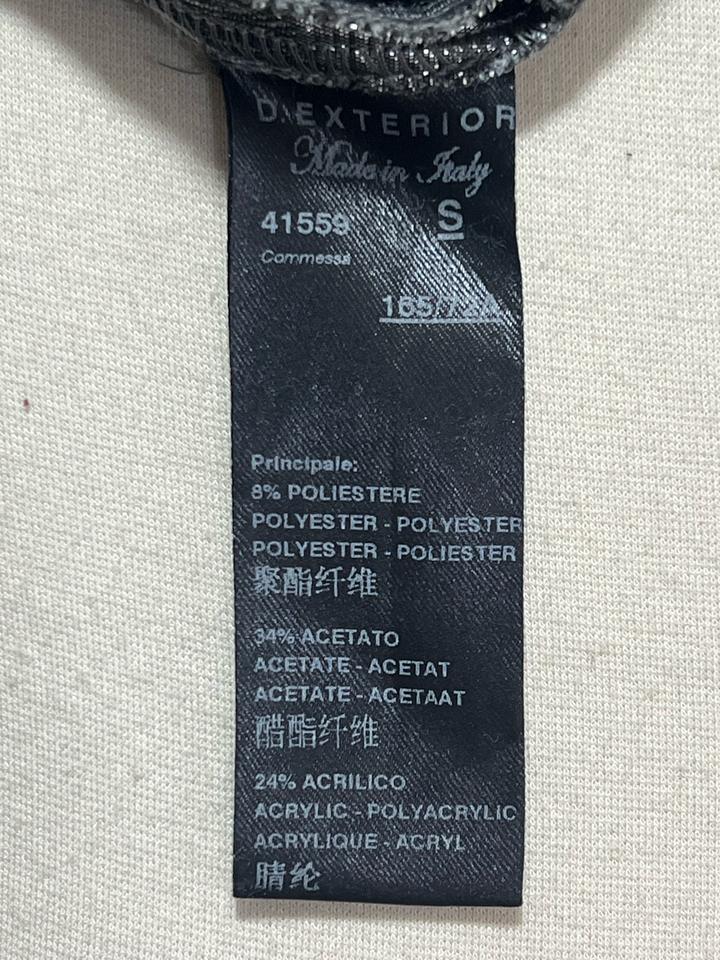 D.EXTERIOR
Made in Italy
41559 S
Commessa
165/72A
Principale:
8% POLIESTERE
POLYESTER - POLYESTER
POLYESTER - POLIESTER
聚酯纤维
34% ACETATO
ACETATE - ACETAT
ACETATE - ACETAAT
醋酯纤维
24% ACRILICO
ACRYLIC - POLYACRYLIC
ACRYLIQUE - ACRYL
腈纶